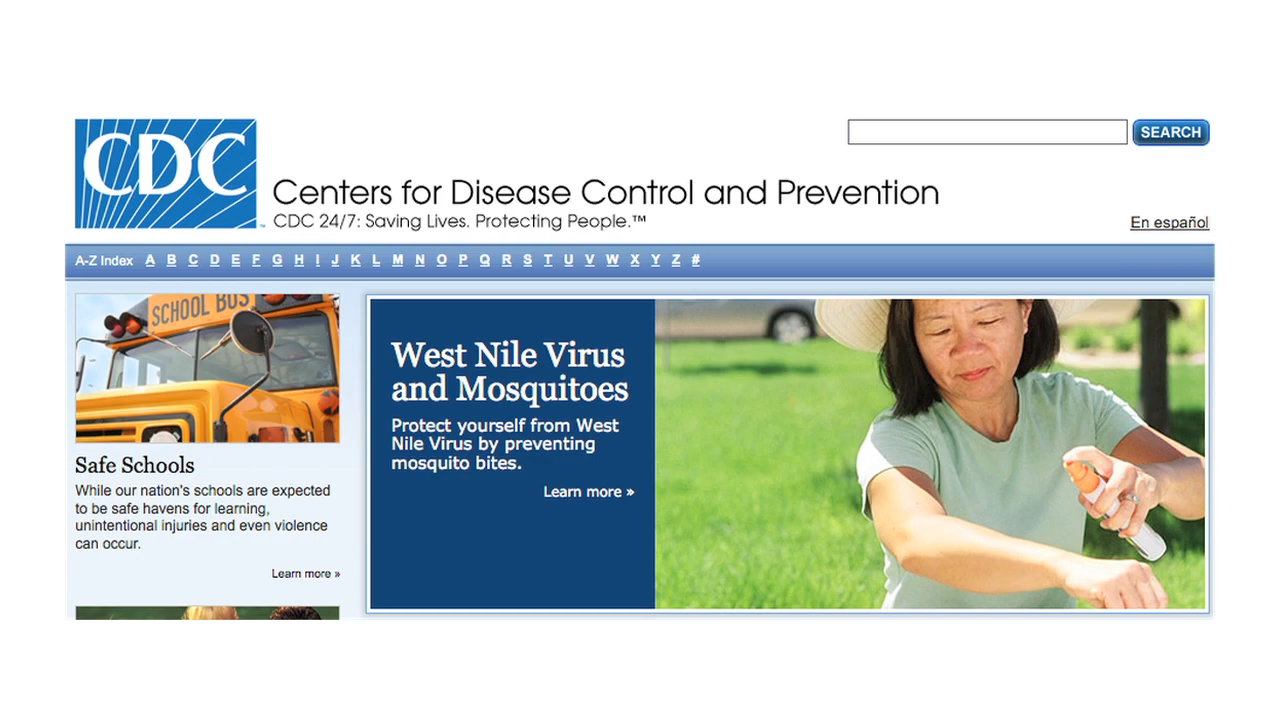 CDC
SEARCH
Centers for Disease Control and Prevention
CDC 24/7: Saving Lives. Protecting People.™
En español
A-Z Index A B C D E F G H I J K L M N O P Q R S T U V W X Y Z #
SCHOOL BUS
Safe Schools
While our nation's schools are expected
to be safe havens for learning,
unintentional injuries and even violence
can occur.
Learn more »
West Nile Virus
and Mosquitoes
Protect yourself from West
Nile Virus by preventing
mosquito bites.
Learn more »